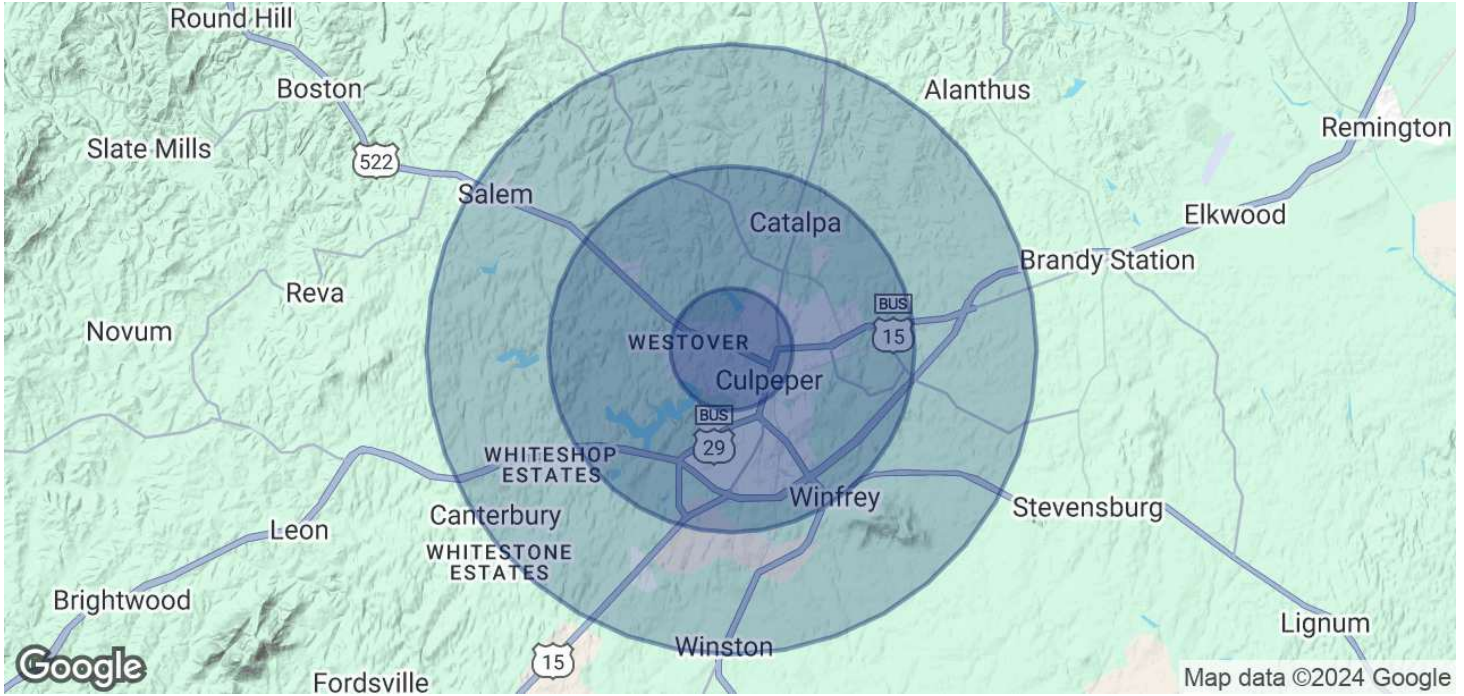 Round Hill
Boston
Alanthus
Remington
Slate Mills
522
Salem
Catalpa
Elkwood
Brandy Station
Reva
BUS
15
Novum
WESTOVER
Culpeper
BUS
29
WHITESHOP
ESTATES
Winfrey
Canterbury
Stevensburg
Leon
WHITESTONE
ESTATES
Brightwood
Lignum
Winston
15
Fordsville
Google
Map data ©2024 Google